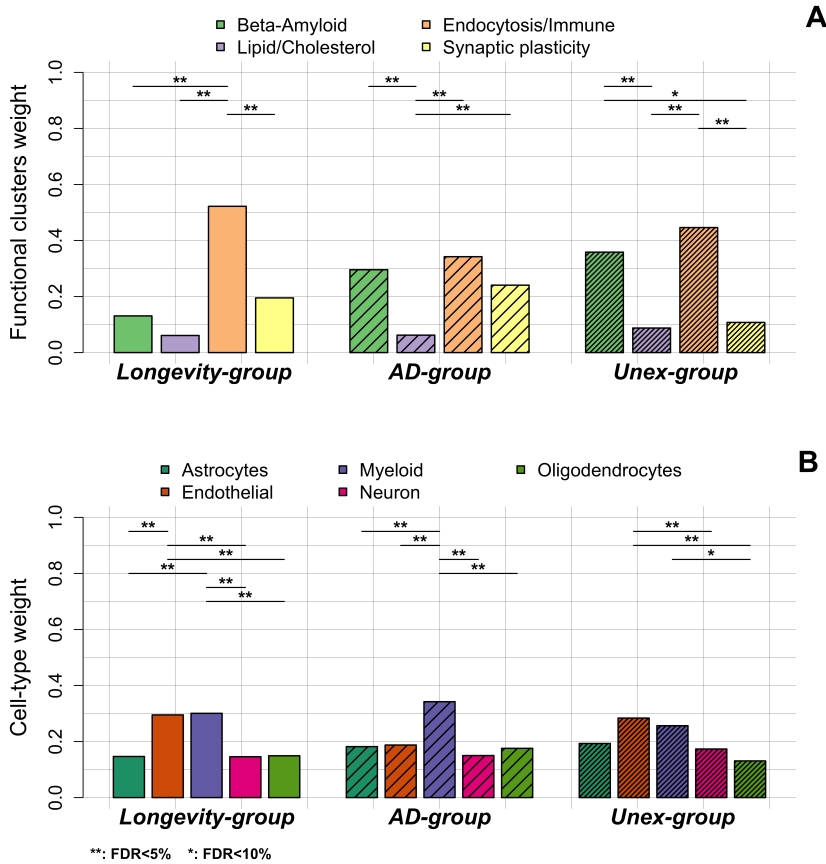 A
Beta-Amyloid Endocytosis/Immune
Lipid/Cholesterol Synaptic plasticity
Functional clusters weight
1.0
0.8
0.6
0.4
0.2
0.0
** ** **
** ** *
** ** **
**
Longevity-group AD-group Unex-group
B
Astrocytes Myeloid Oligodendrocytes
Endothelial Neuron
Cell-type weight
1.0
0.8
0.6
0.4
0.2
0.0
** ** **
** ** **
** ** *
** **
**
**
Longevity-group AD-group Unex-group
**: FDR<5% *: FDR<10%